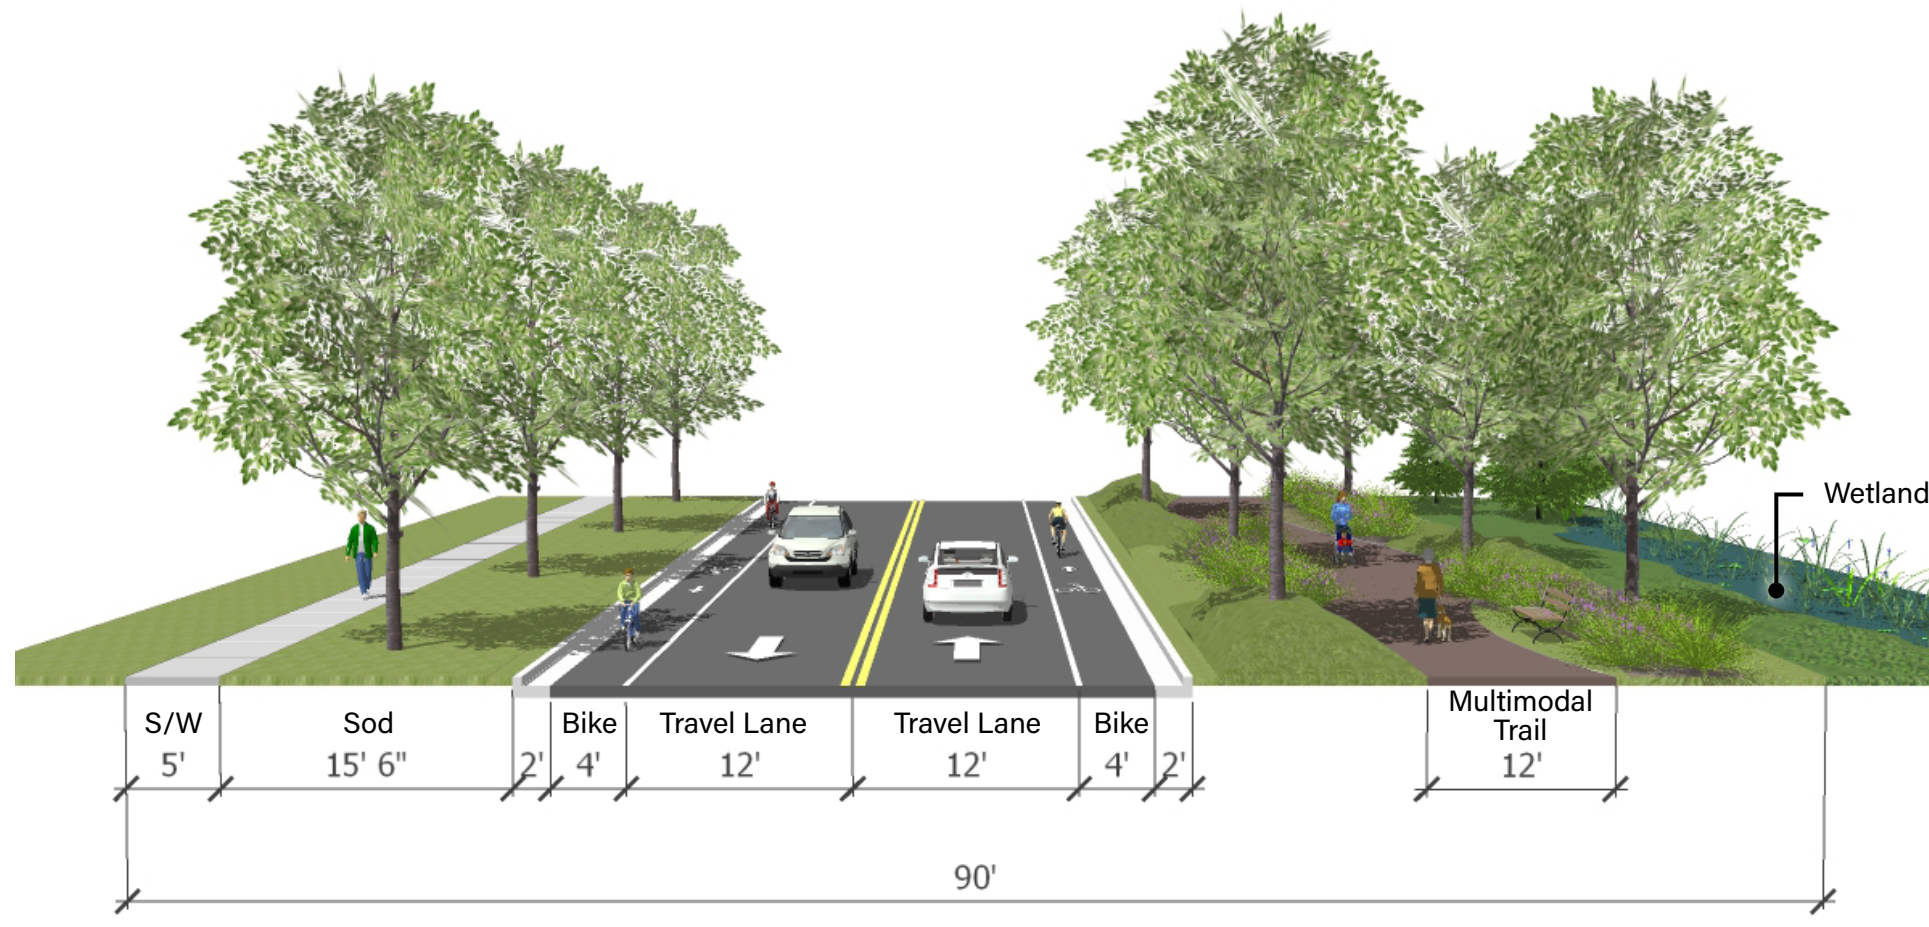 Wetland
S/W
Sod
Bike
Travel Lane
Travel Lane
Bike
Multimodal
Trail
5'
15' 6"
2'
4'
12'
12'
4'
2'
12'
90'